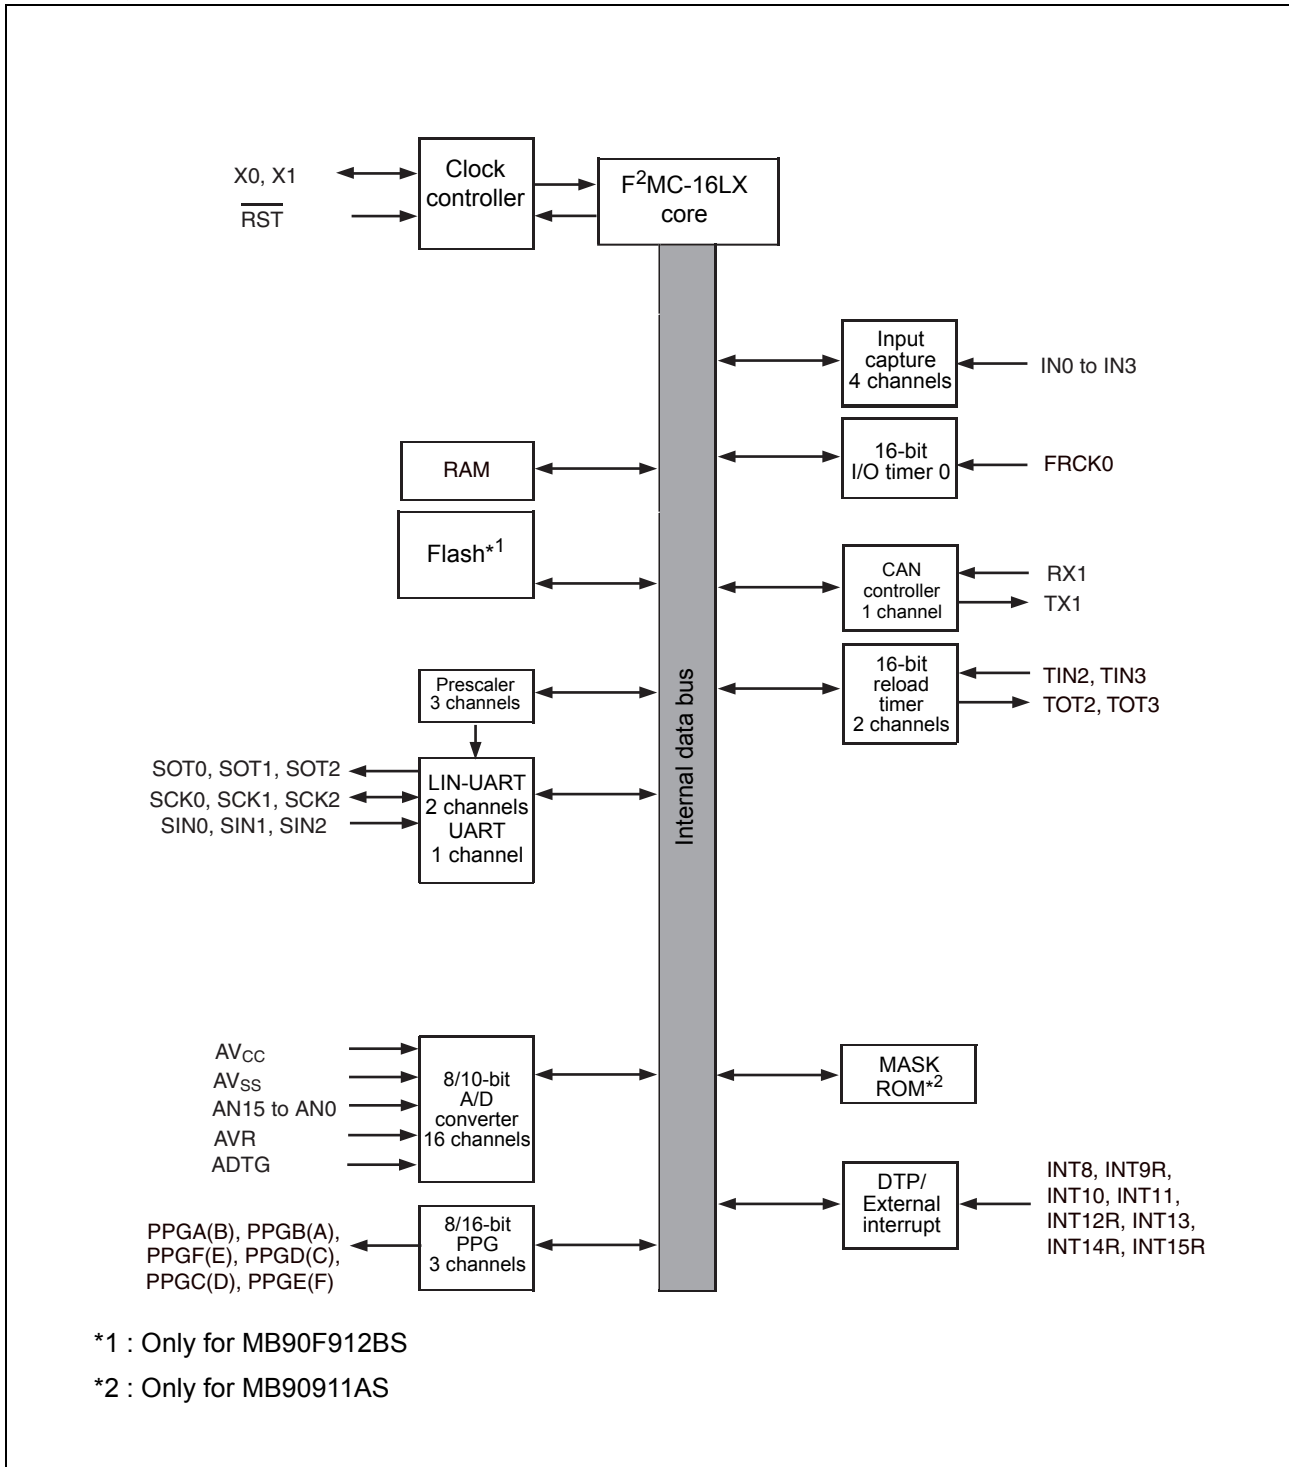 X0, X1
RST
Clock
controller
F2MC-16LX
core
Input
capture
4 channels
IN0 to IN3
16-bit
I/O timer 0
FRCK0
RAM
Flash*1
CAN
controller
1 channel
RX1
TX1
16-bit
reload
timer
2 channels
TIN2, TIN3
TOT2, TOT3
Prescaler
3 channels
SOT0, SOT1, SOT2
SCK0, SCK1, SCK2
SIN0, SIN1, SIN2
LIN-UART
2 channels
UART
1 channel
Internal data bus
AVCC
AVSS
AN15 to AN0
AVR
ADTG
8/10-bit
A/D
converter
16 channels
MASK
ROM*2
DTP/
External
interrupt
INT8, INT9R,
INT10, INT11,
INT12R, INT13,
INT14R, INT15R
PPGA(B), PPGB(A),
PPGF(E), PPGD(C),
PPGC(D), PPGE(F)
8/16-bit
PPG
3 channels
*1 : Only for MB90F912BS
*2 : Only for MB90911AS